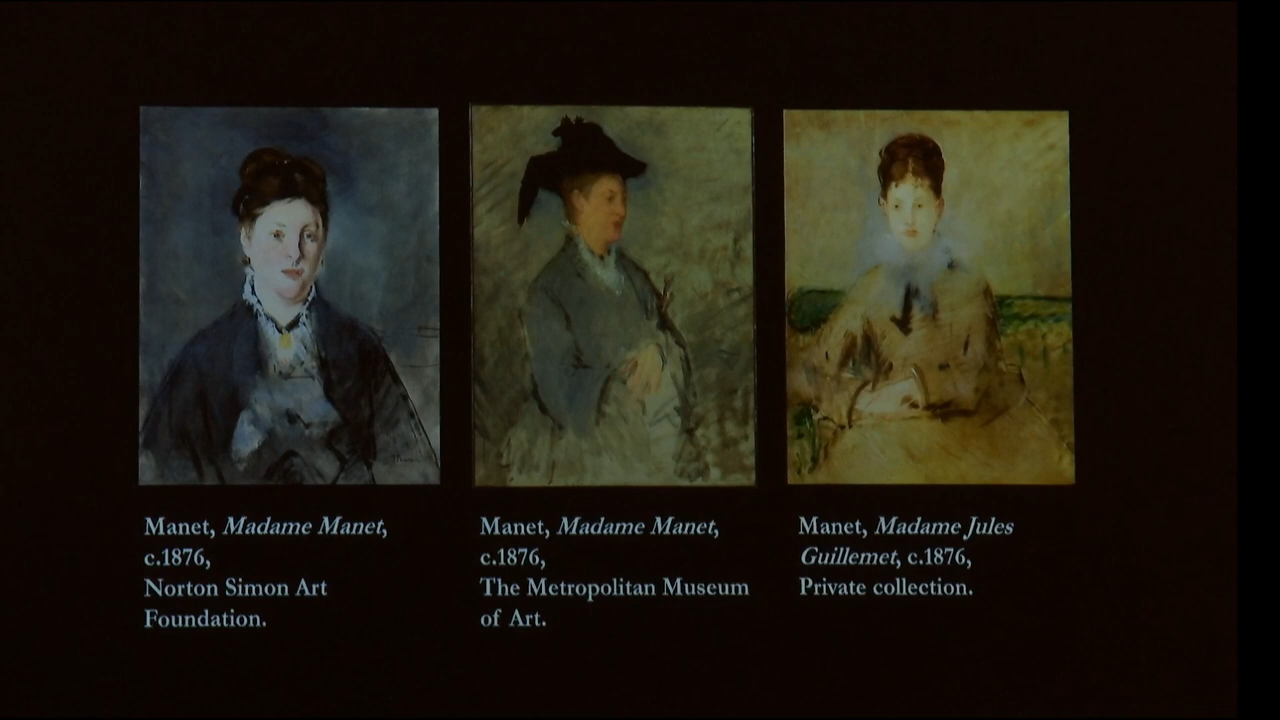 Manet, Madame Manet,
c.1876,
Norton Simon Art
Foundation.
Manet, Madame Manet,
c.1876,
The Metropolitan Museum
of Art.
Manet, Madame Jules
Guillemet, c.1876,
Private collection.